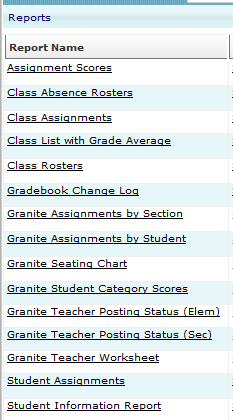 Reports
Report Name
Assignment Scores
Class Absence Rosters
Class Assignments
Class List with Grade Average
Class Rosters
Gradebook Change Log
Granite Assignments by Section
Granite Assignments by Student
Granite Seating Chart
Granite Student Category Scores
Granite Teacher Posting Status (Elem)
Granite Teacher Posting Status (Sec)
Granite Teacher Worksheet
Student Assignments
Student Information Report